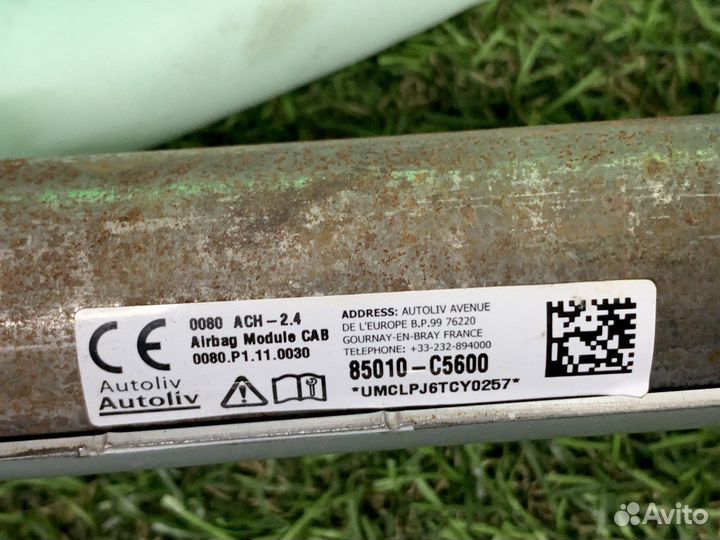 CE
Autoliv
Autoliv
0080 ACH-2.4
Airbag Module CAB
0080.P1.11.0030
ADDRESS: AUTOLIV AVENUE
DE L'EUROPE B.P.99 76220
GOURNAY-EN-BRAY FRANCE
TELEPHONE: +33-232-894000
85010-C5600
*UMCLPJ6TCY0257*
Avito